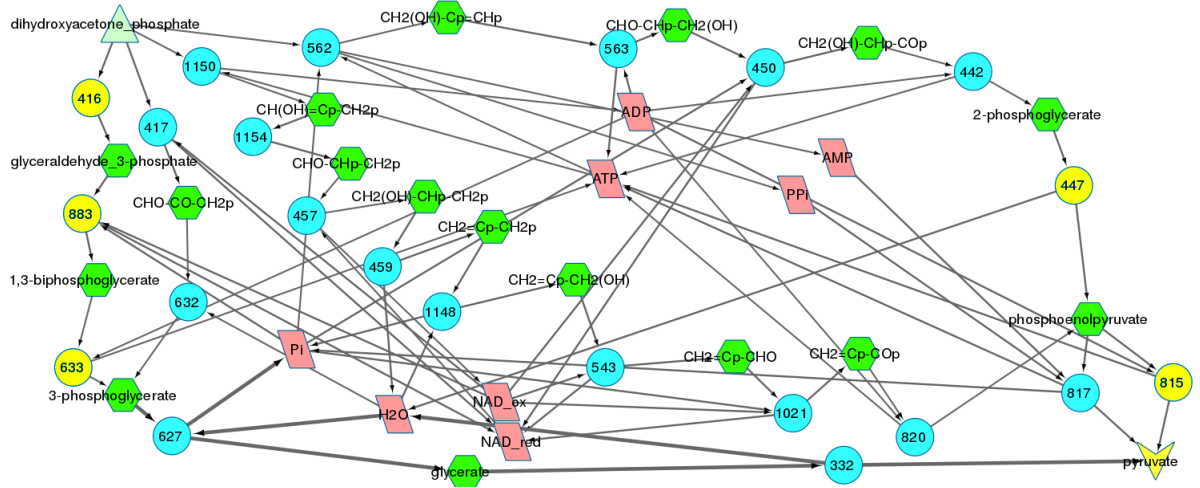 CH2(OH)-Cp=CHp
dihydroxyacetone_phosphate
CHO-CHp-CH2(OH)
CH2(OH)-CHp-COp
562
563
1150
450
442
416
CH(OH)=Cp-CH2p
ADP
2-phosphoglycerate
417
1154
glyceraldehyde_3-phosphate
CHO-CHp-CH2p
AMP
ATP
447
PPi
CHO-CO-CH2p
CH2(OH)-CHp-CH2p
883
457
CH2=Cp-CH2p
459
1,3-biphosphoglycerate
CH2=Cp-CH2(OH)
632
1148
phosphoenolpyruvate
Pi
CH2=Cp-CHO
CH2=Cp-COp
633
543
815
3-phosphoglycerate
817
NAD_ox
H2O
1021
627
NAD_red
820
glycerate
332
pyruvate